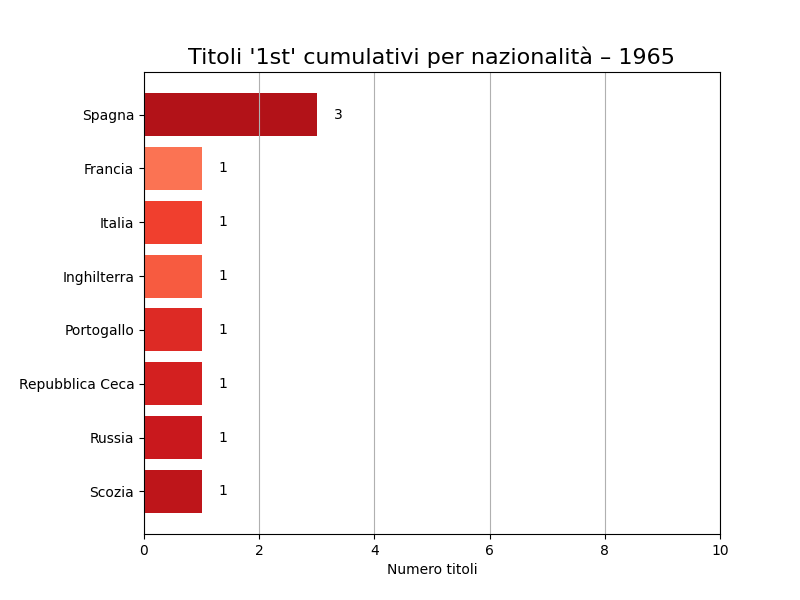 Titoli '1st' cumulativi per nazionalità – 1965
Spagna 3
Francia 1
Italia 1
Inghilterra 1
Portogallo 1
Repubblica Ceca 1
Russia 1
Scozia 1
0 2 4 6 8 10
Numero titoli